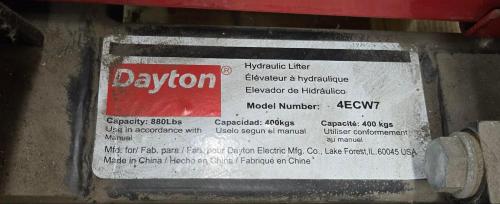 Dayton®
Hydraulic Lifter
Élévateur à hydraulique
Elevador de Hidráulico
Model Number: 4ECW7
Capacity: 880Lbs Capacidad: 400kgs Capacité: 400 kgs
Use in accordance with Uselo segun el manual Utiliser conformement
Manual au manuel
Mfg. for/ Fab. para / Fab. pour Dayton Electric Mfg. Co., Lake Forest,IL.60045 USA
Made in China / Hecho en China / Fabriqué en Chine